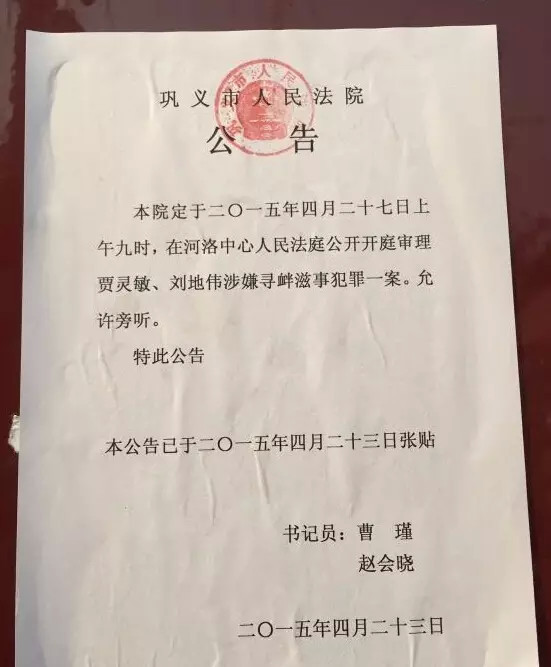 巩义市人民法院
公告
本院定于二〇一五年四月二十七日上
午九时，在河洛中心人民法庭公开开庭审理
贾灵敏、刘地伟涉嫌寻衅滋事犯罪一案。允
许旁听。
特此公告
本公告已于二〇一五年四月二十三日张贴
书记员：曹 瑾
赵会晓
二〇一五年四月二十三日